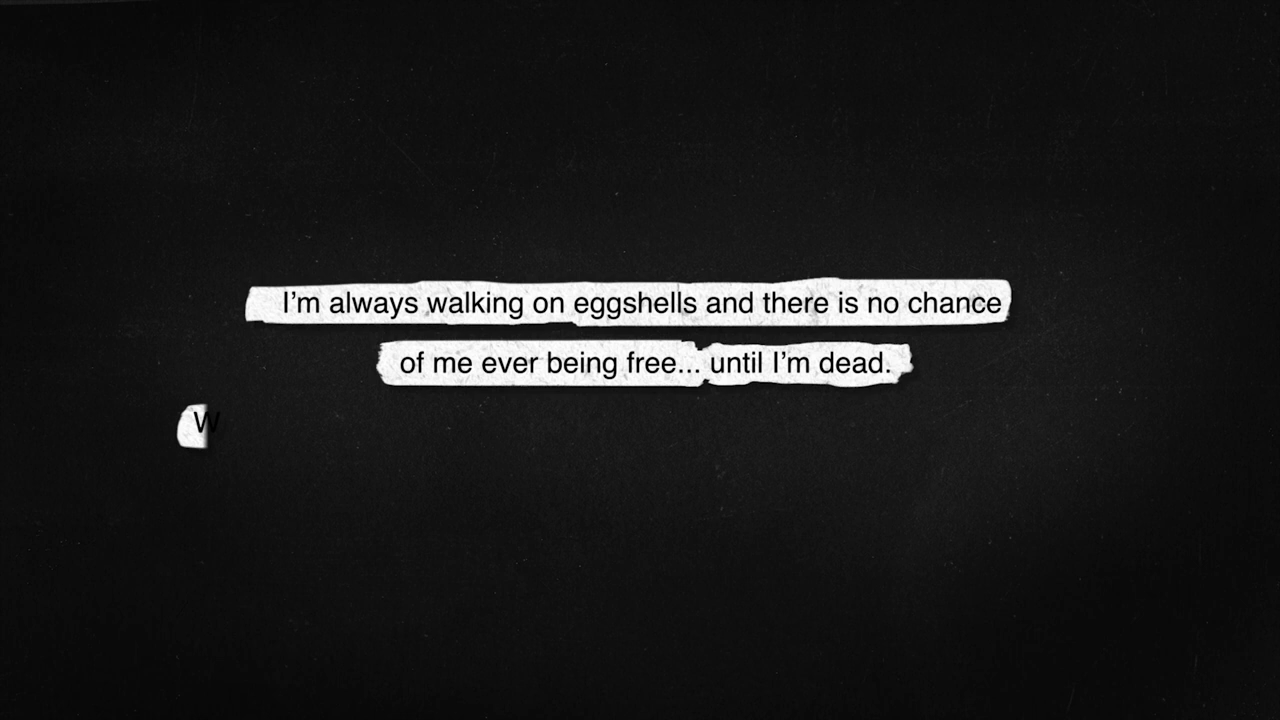 I'm always walking on eggshells and there is no chance
of me ever being free... until I'm dead.
W